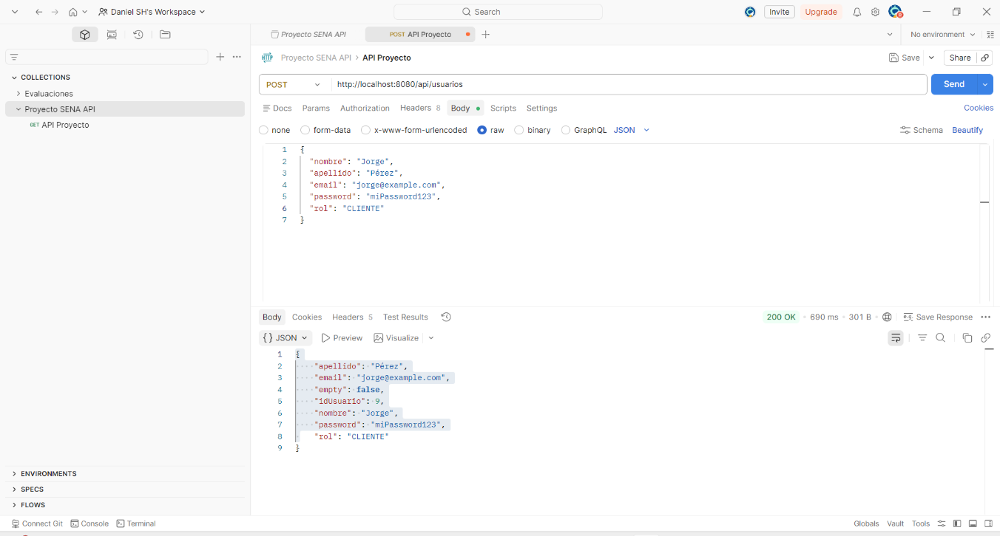 Daniel SH's Workspace
Search
Invite
Upgrade
Proyecto SENA API
POST API Proyecto
No environment
HTTP Proyecto SENA API > API Proyecto
Save
Share
COLLECTIONS
Evaluaciones
Proyecto SENA API
GET API Proyecto
POST
http://localhost:8080/api/usuarios
Send
Docs Params Authorization Headers 8 Body Scripts Settings
Cookies
none form-data x-www-form-urlencoded raw binary GraphQL JSON
Schema Beautify
1 {
2 "nombre": "Jorge",
3 "apellido": "Pérez",
4 "email": "jorge@example.com",
5 "password": "miPassword123",
6 "rol": "CLIENTE"
7 }
Body Cookies Headers 5 Test Results
200 OK • 690 ms • 301 B •
e.g. Save Response
{} JSON Preview Visualize
1 {
2 "apellido": "Pérez",
3 "email": "jorge@example.com",
4 "empty": false,
5 "idUsuario": 9,
6 "nombre": "Jorge",
7 "password": "miPassword123",
8 "rol": "CLIENTE"
9 }
ENVIRONMENTS
SPECS
FLOWS
Connect Git Console Terminal
Globals Vault Tools